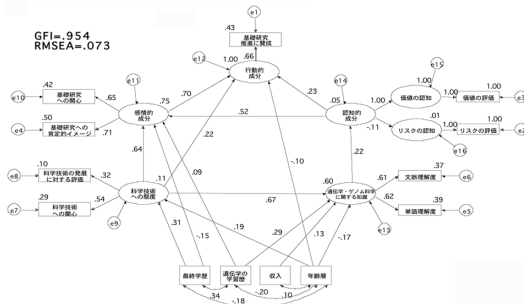 GFI=.954
RMSEA=.073
e1
.43
基礎研究
推進に賛成
e12
1.00
.66
行動的
成分
e15
1.00
e14
e11
e10
.42
基礎研究
への関心
.65
.75
感情的
成分
.70
.23
.05
認知的
成分
1.00
価値の認知
1.00
1.00
価値の評価
e3
.52
e4
.50
基礎研究への
肯定的イメージ
.71
.22
-.11
.01
リスクの認知
1.00
1.00
リスクの評価
e2
e16
.64
.09
-.10
.22
e8
.10
科学技術の発展
に対する評価
.32
.11
科学技術
への態度
.60
遺伝学・ゲノム科学
に関する知識
.61
.37
文脈理解度
e6
e7
.29
科学技術
への関心
.54
e9
.67
.62
.39
単語理解度
e5
e13
.31
-.15
.19
.29
.13
-.17
最終学歴
遺伝学の
学習歴
収入
年齢層
.34
-.20
.10
-.18